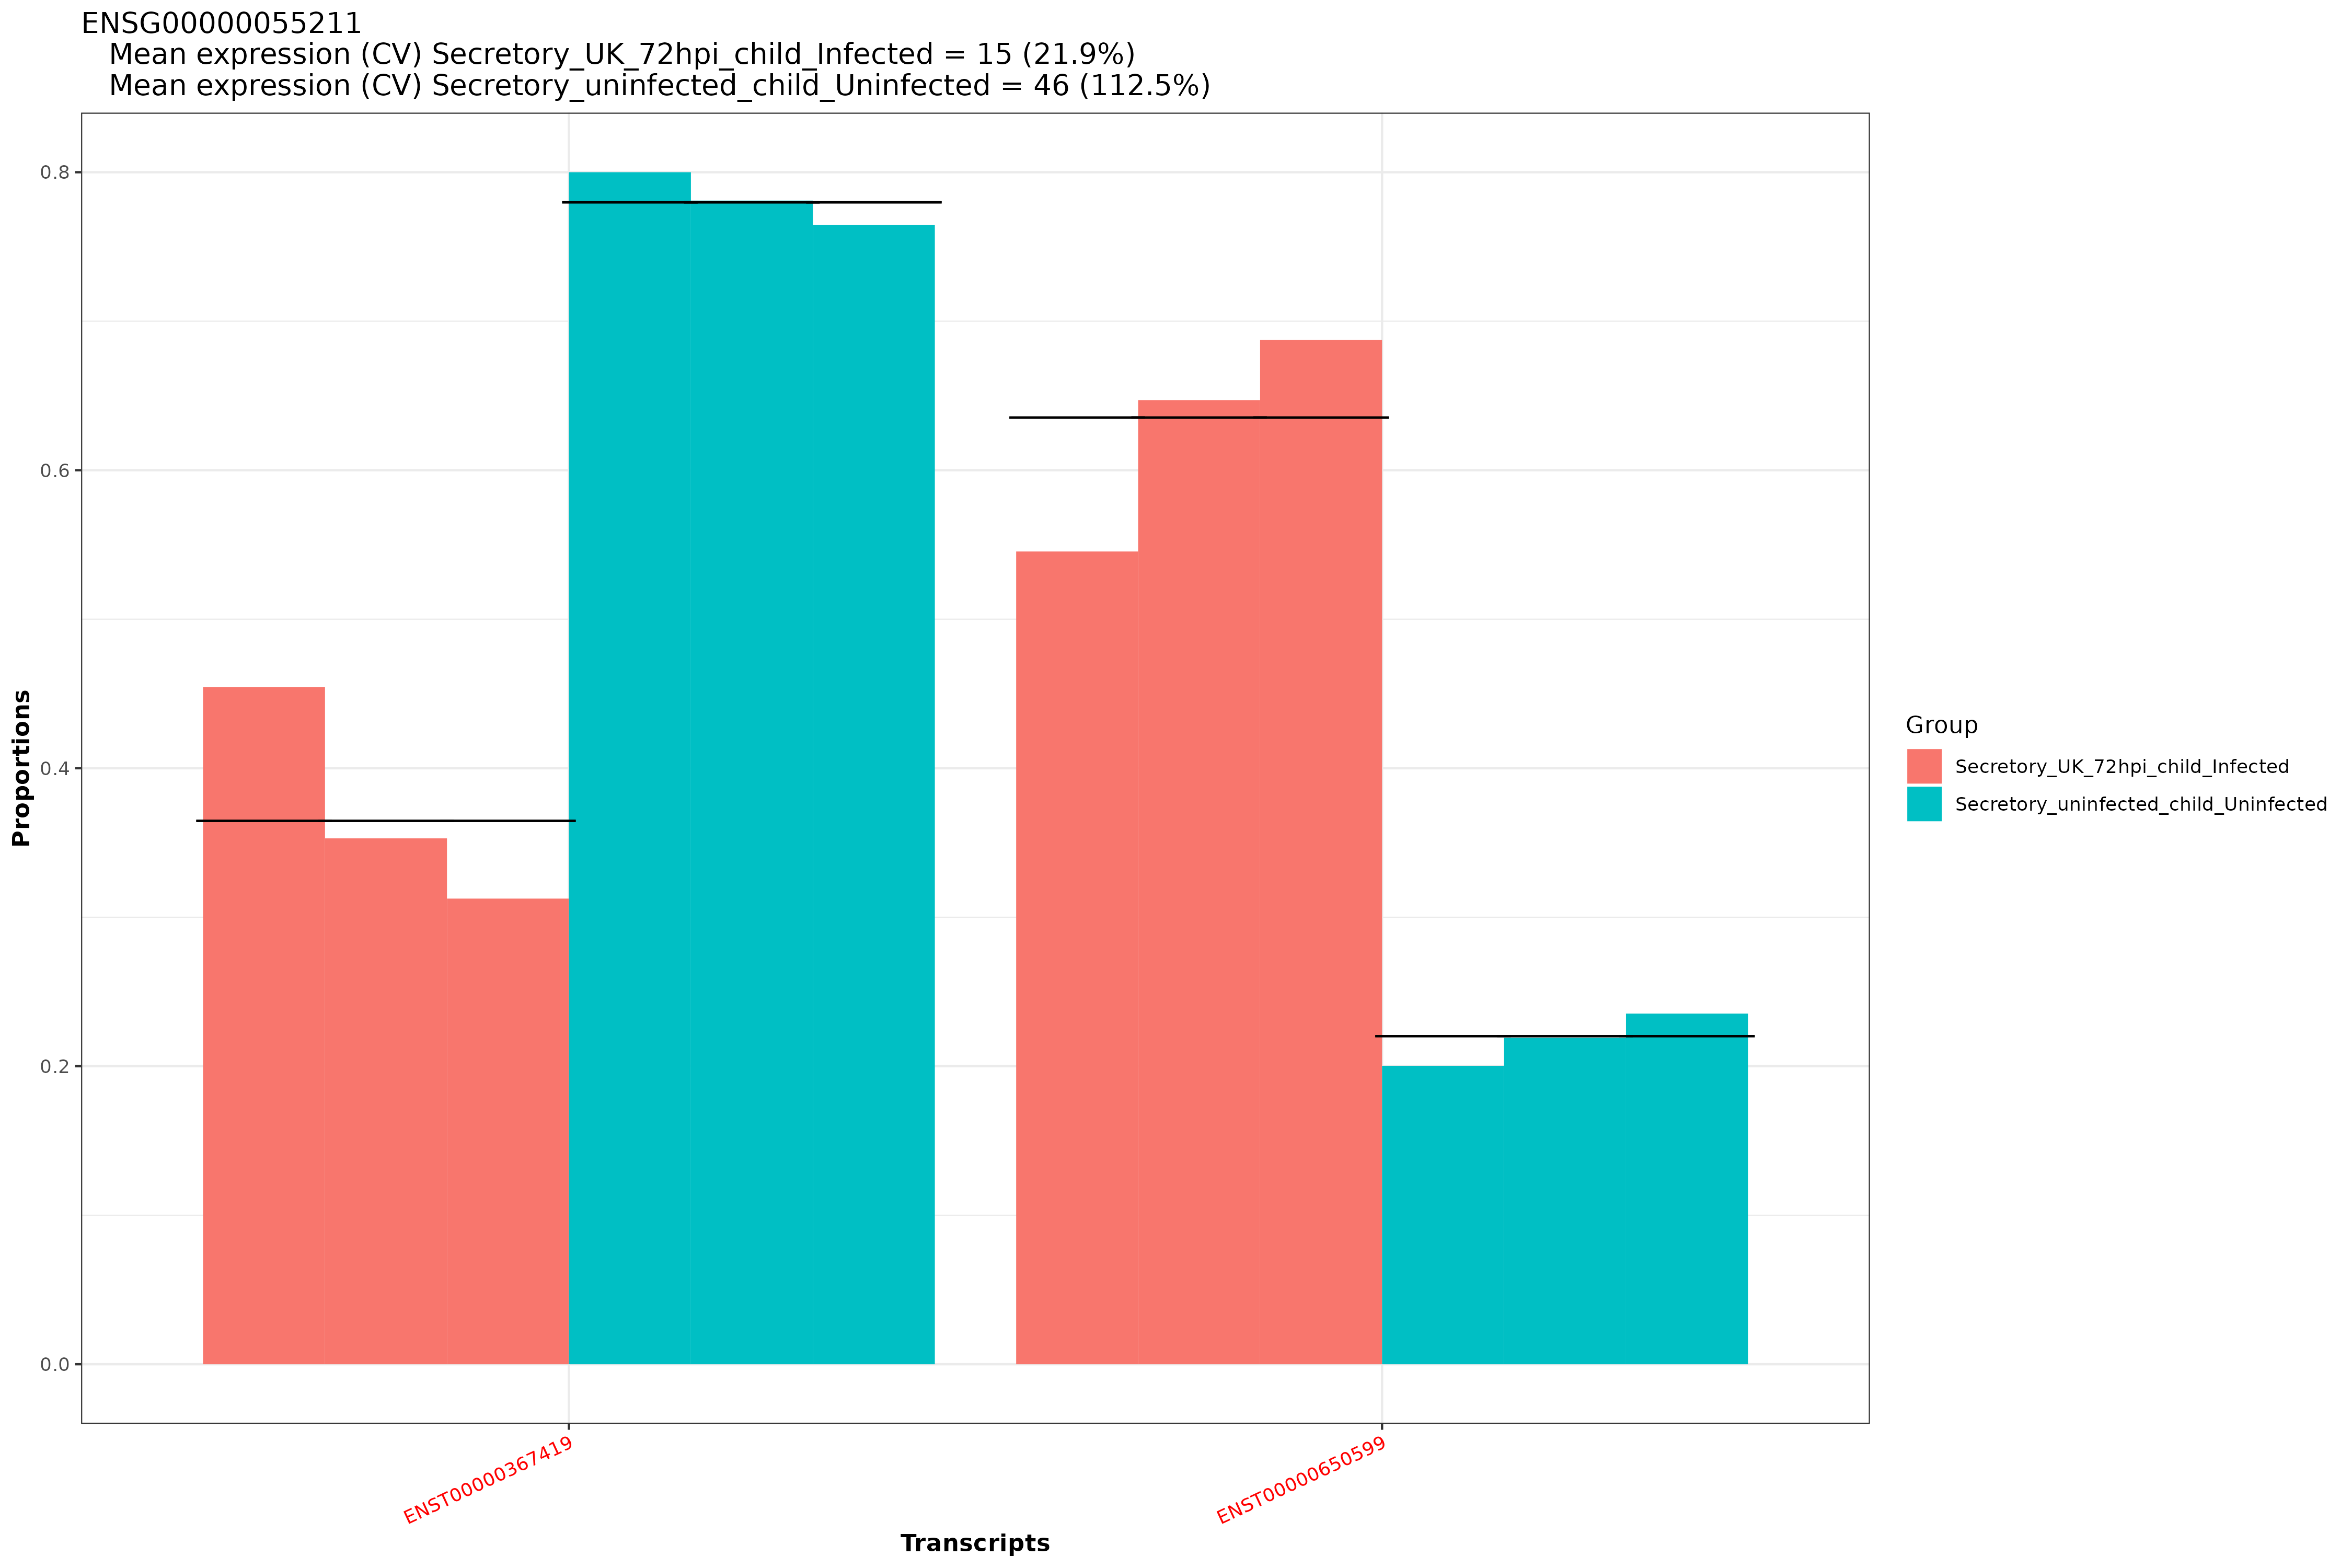 ENSG00000055211
Mean expression (CV) Secretory_UK_72hpi_child_Infected = 15 (21.9%)
Mean expression (CV) Secretory_uninfected_child_Uninfected = 46 (112.5%)
0.8
0.6
0.4
0.2
0.0
Proportions
ENST00000367419
ENST00000650599
Transcripts
Group
Secretory_UK_72hpi_child_Infected
Secretory_uninfected_child_Uninfected